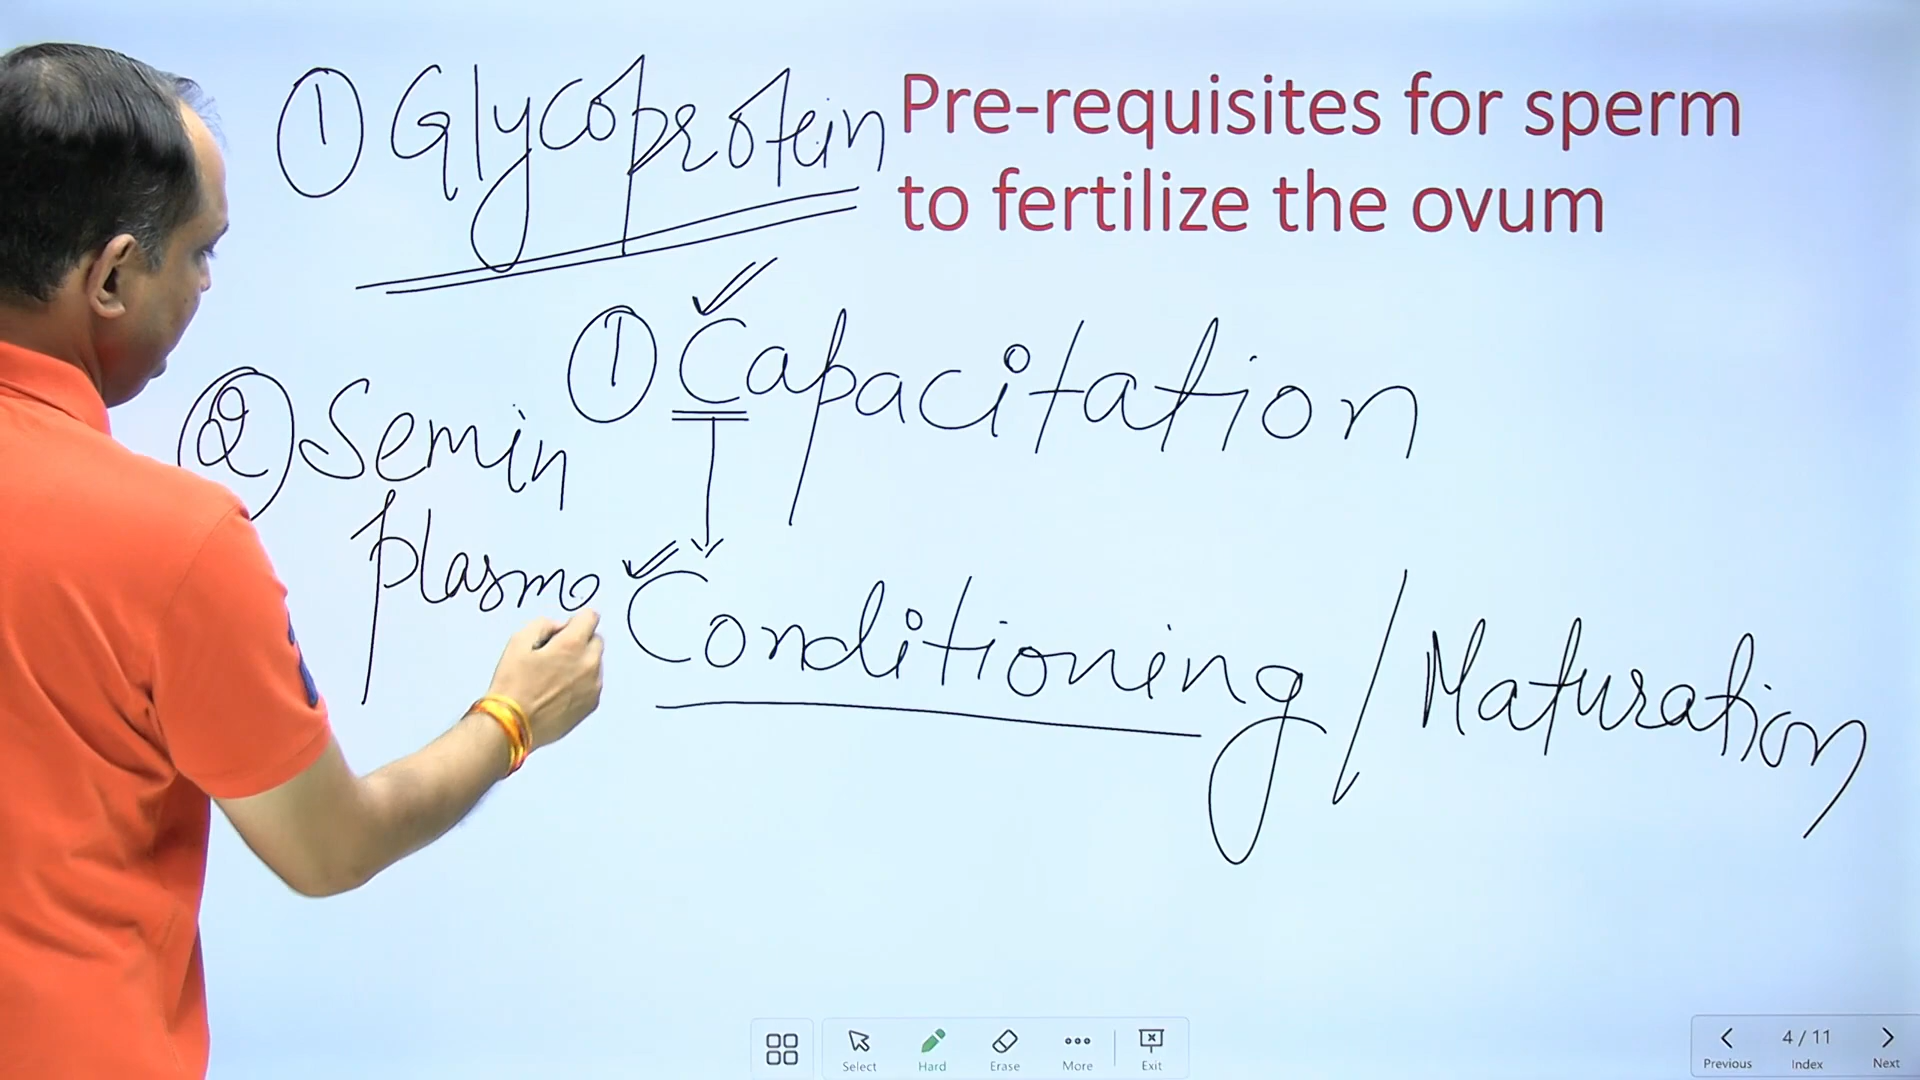 ① Glycoprotein
Pre-requisites for sperm
to fertilize the ovum
① Capacitation
② Semin
plasma
Conditioning / Maturation
Select
Hard
Erase
More
Exit
Previous
4 / 11
Index
Next